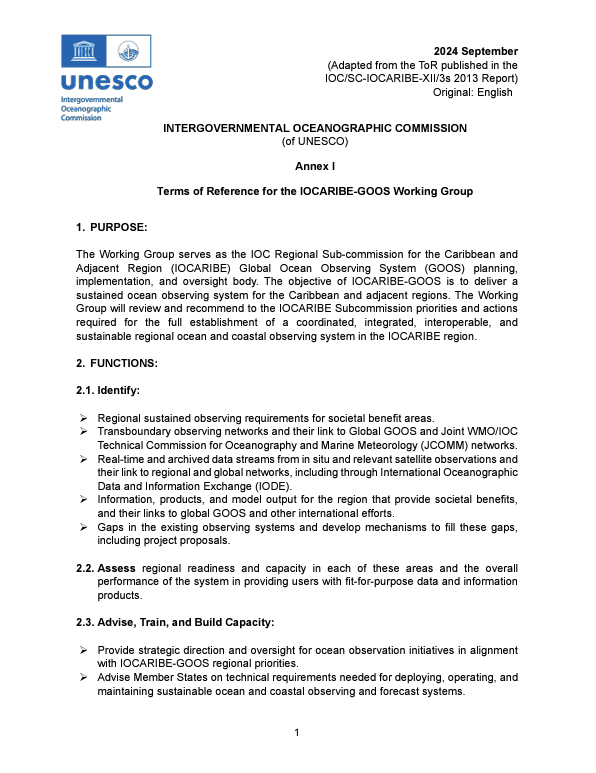 unesco
Intergovernmental
Oceanographic
Commission
2024 September
(Adapted from the ToR published in the
IOC/SC-IOCARIBE-XII/3s 2013 Report)
Original: English
INTERGOVERNMENTAL OCEANOGRAPHIC COMMISSION
(of UNESCO)
Annex I
Terms of Reference for the IOCARIBE-GOOS Working Group
1. PURPOSE:
The Working Group serves as the IOC Regional Sub-commission for the Caribbean and
Adjacent Region (IOCARIBE) Global Ocean Observing System (GOOS) planning,
implementation, and oversight body. The objective of IOCARIBE-GOOS is to deliver a
sustained ocean observing system for the Caribbean and adjacent regions. The Working
Group will review and recommend to the IOCARIBE Subcommission priorities and actions
required for the full establishment of a coordinated, integrated, interoperable, and
sustainable regional ocean and coastal observing system in the IOCARIBE region.
2. FUNCTIONS:
2.1. Identify:
➢ Regional sustained observing requirements for societal benefit areas.
➢ Transboundary observing networks and their link to Global GOOS and Joint WMO/IOC
Technical Commission for Oceanography and Marine Meteorology (JCOMM) networks.
➢ Real-time and archived data streams from in situ and relevant satellite observations and
their link to regional and global networks, including through International Oceanographic
Data and Information Exchange (IODE).
➢ Information, products, and model output for the region that provide societal benefits,
and their links to global GOOS and other international efforts.
➢ Gaps in the existing observing systems and develop mechanisms to fill these gaps,
including project proposals.
2.2. Assess regional readiness and capacity in each of these areas and the overall
performance of the system in providing users with fit-for-purpose data and information
products.
2.3. Advise, Train, and Build Capacity:
➢ Provide strategic direction and oversight for ocean observation initiatives in alignment
with IOCARIBE-GOOS regional priorities.
➢ Advise Member States on technical requirements needed for deploying, operating, and
maintaining sustainable ocean and coastal observing and forecast systems.
1